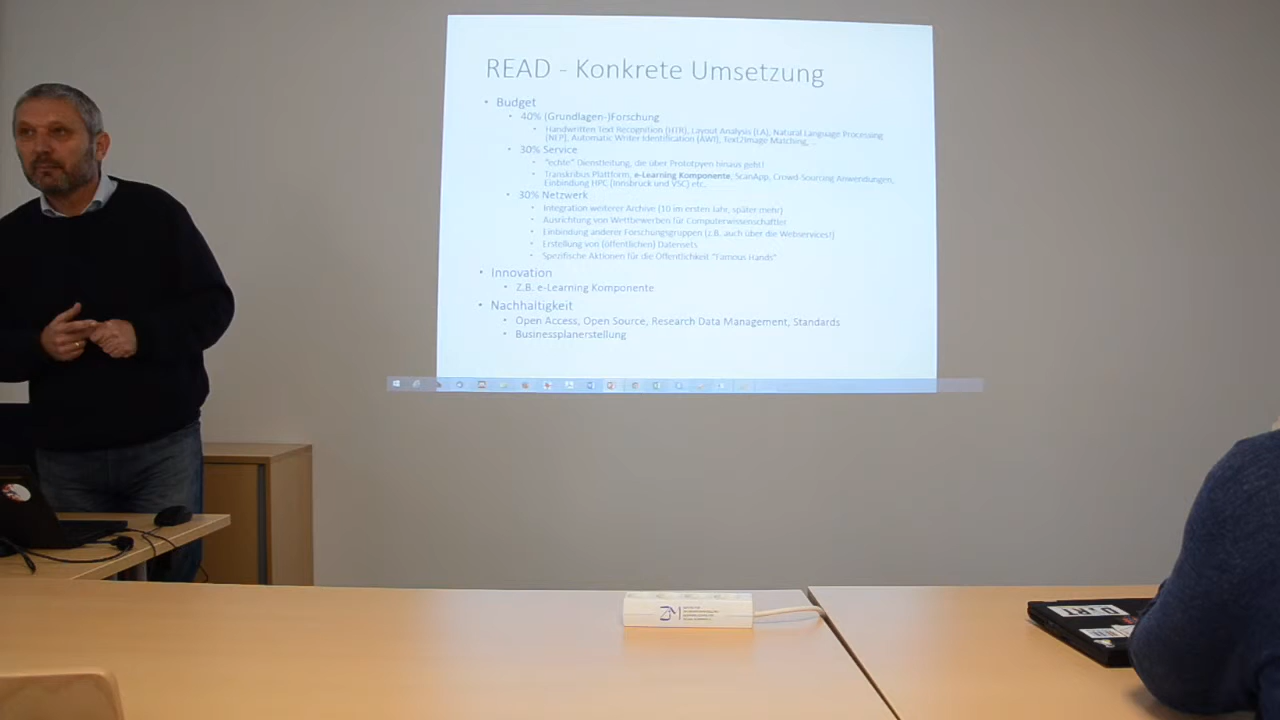 READ - Konkrete Umsetzung
• Budget
• 40% (Grundlagen-)Forschung
• Handwritten Text Recognition (HTR), Layout Analysis (LA), Natural Language Processing
(NEP), Automatic Writer Identification (AWI), Text2Image Matching, ...
• 30% Service
• "echte" Dienstleistung, die über Prototpyen hinaus geht!
• Transkribus Plattform, e-Learning Komponente, ScanApp, Crowd-Sourcing Anwendungen,
Einbindung HPC (Innsbruck und VSC) etc.
• 30% Netzwerk
• Integration weiterer Archive (10 im ersten Jahr, später mehr)
• Ausrichtung von Wettbewerben für Computerwissenschaftler
• Einbindung anderer Forschungsgruppen (z.B. auch über die Webservices!)
• Erstellung von (öffentlichen) Datensets
• Spezifische Aktionen für die Öffentlichkeit "Famous Hands"
• Innovation
• Z.B. e-Learning Komponente
• Nachhaltigkeit
• Open Access, Open Source, Research Data Management, Standards
• Businessplanerstellung